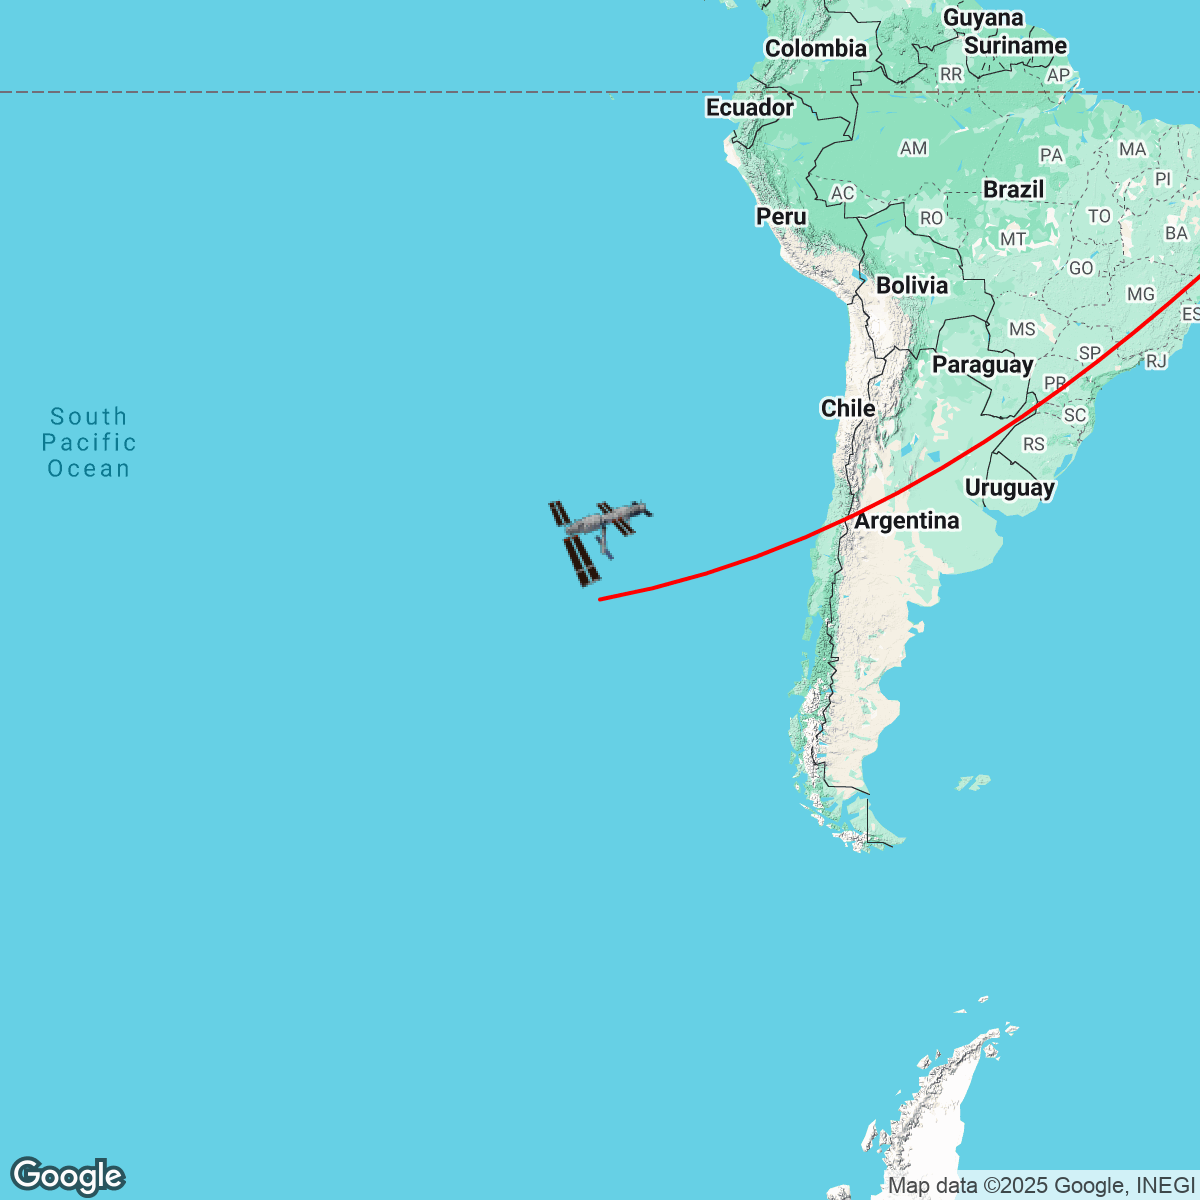 Guyana
Colombia
Suriname
RR
AP
Ecuador
AM
PA
MA
PI
AC
Brazil
Peru
RO
TO
BA
MT
GO
Bolivia
MG
ES
MS
SP
RJ
Paraguay
PR
Chile
SC
South
Pacific
Ocean
RS
Uruguay
Argentina
Google
Map data ©2025 Google, INEGI